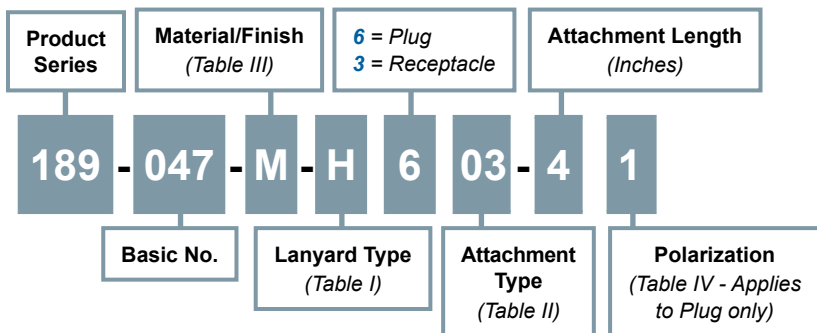 Product
Series
Material/Finish
(Table III)
6 = Plug
3 = Receptacle
Attachment Length
(Inches)
189 - 047 - M - H 6 03 - 4 1
Basic No.
Lanyard Type
(Table I)
Attachment
Type
(Table II)
Polarization
(Table IV - Applies
to Plug only)